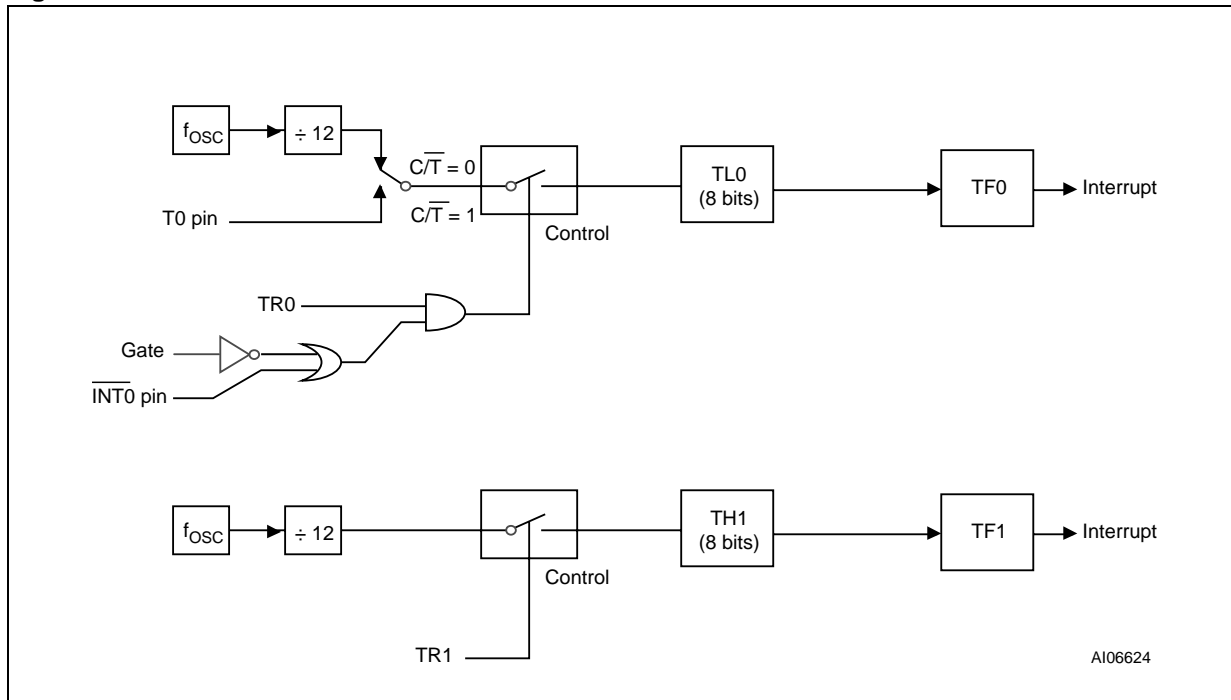 fOSC
÷ 12
C/T̅ = 0
T0 pin
C/T̅ = 1
Control
TL0
(8 bits)
TF0
Interrupt
TR0
Gate
I̅N̅T̅0̅ pin
fOSC
÷ 12
Control
TH1
(8 bits)
TF1
Interrupt
TR1
AI06624